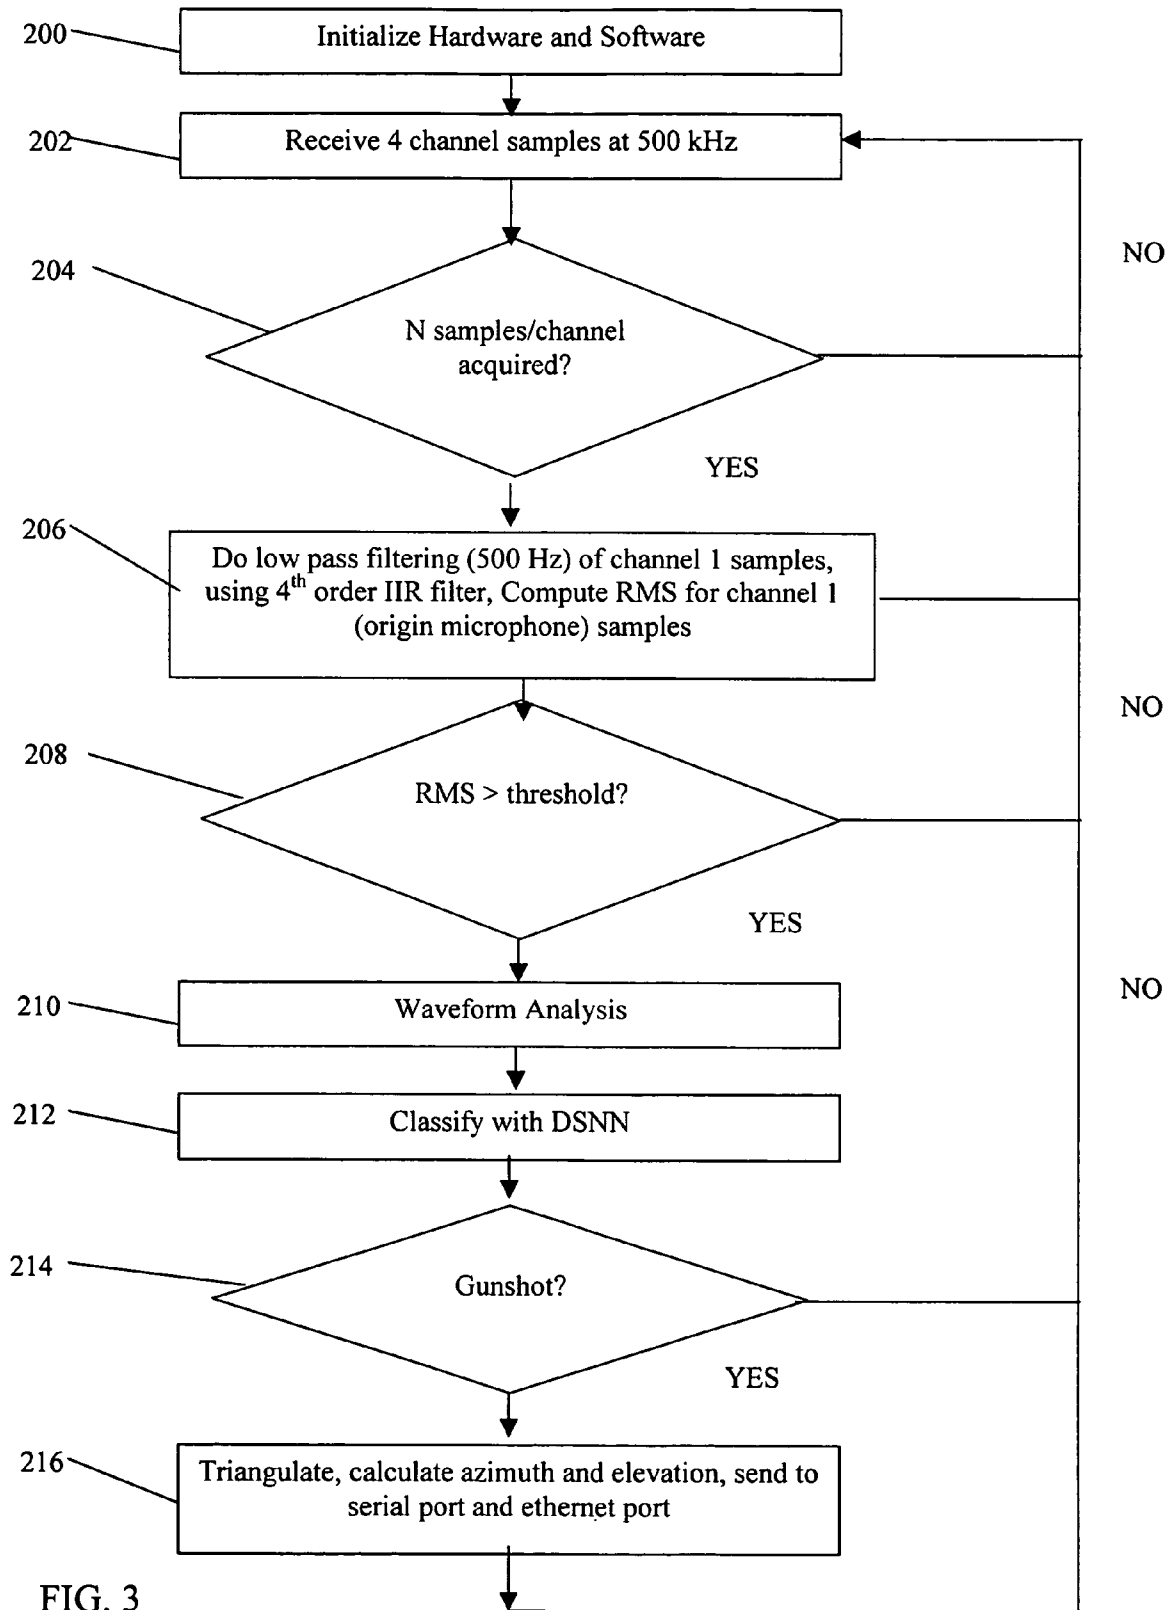 200
Initialize Hardware and Software
202
Receive 4 channel samples at 500 kHz
NO
204
N samples/channel
acquired?
YES
206
Do low pass filtering (500 Hz) of channel 1 samples,
using 4th order IIR filter, Compute RMS for channel 1
(origin microphone) samples
NO
208
RMS > threshold?
YES
210
Waveform Analysis
NO
212
Classify with DSNN
214
Gunshot?
YES
216
Triangulate, calculate azimuth and elevation, send to
serial port and ethernet port
FIG. 3